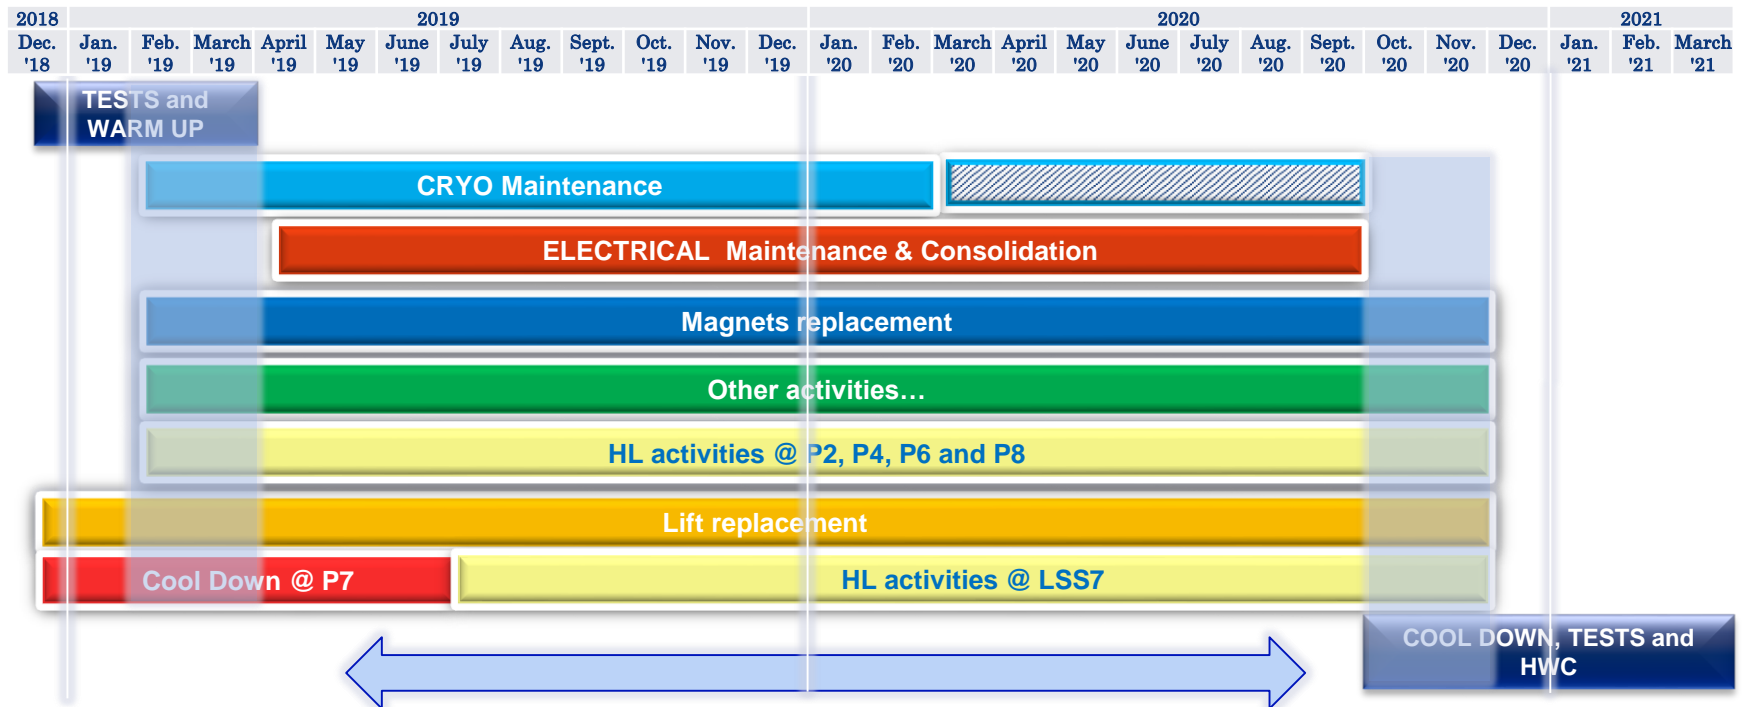 2018 2019 2020 2021
Dec. Jan. Feb. March April May June July Aug. Sept. Oct. Nov. Dec. Jan. Feb. March April May June July Aug. Sept. Oct. Nov. Dec. Jan. Feb. March
'18 '19 '19 '19 '19 '19 '19 '19 '19 '19 '19 '19 '19 '20 '20 '20 '20 '20 '20 '20 '20 '20 '20 '20 '20 '21 '21 '21
TESTS and
WARM UP
CRYO Maintenance
ELECTRICAL Maintenance & Consolidation
Magnets replacement
Other activities…
HL activities @ P2, P4, P6 and P8
Lift replacement
Cool Down @ P7
HL activities @ LSS7
COOL DOWN, TESTS and
HWC